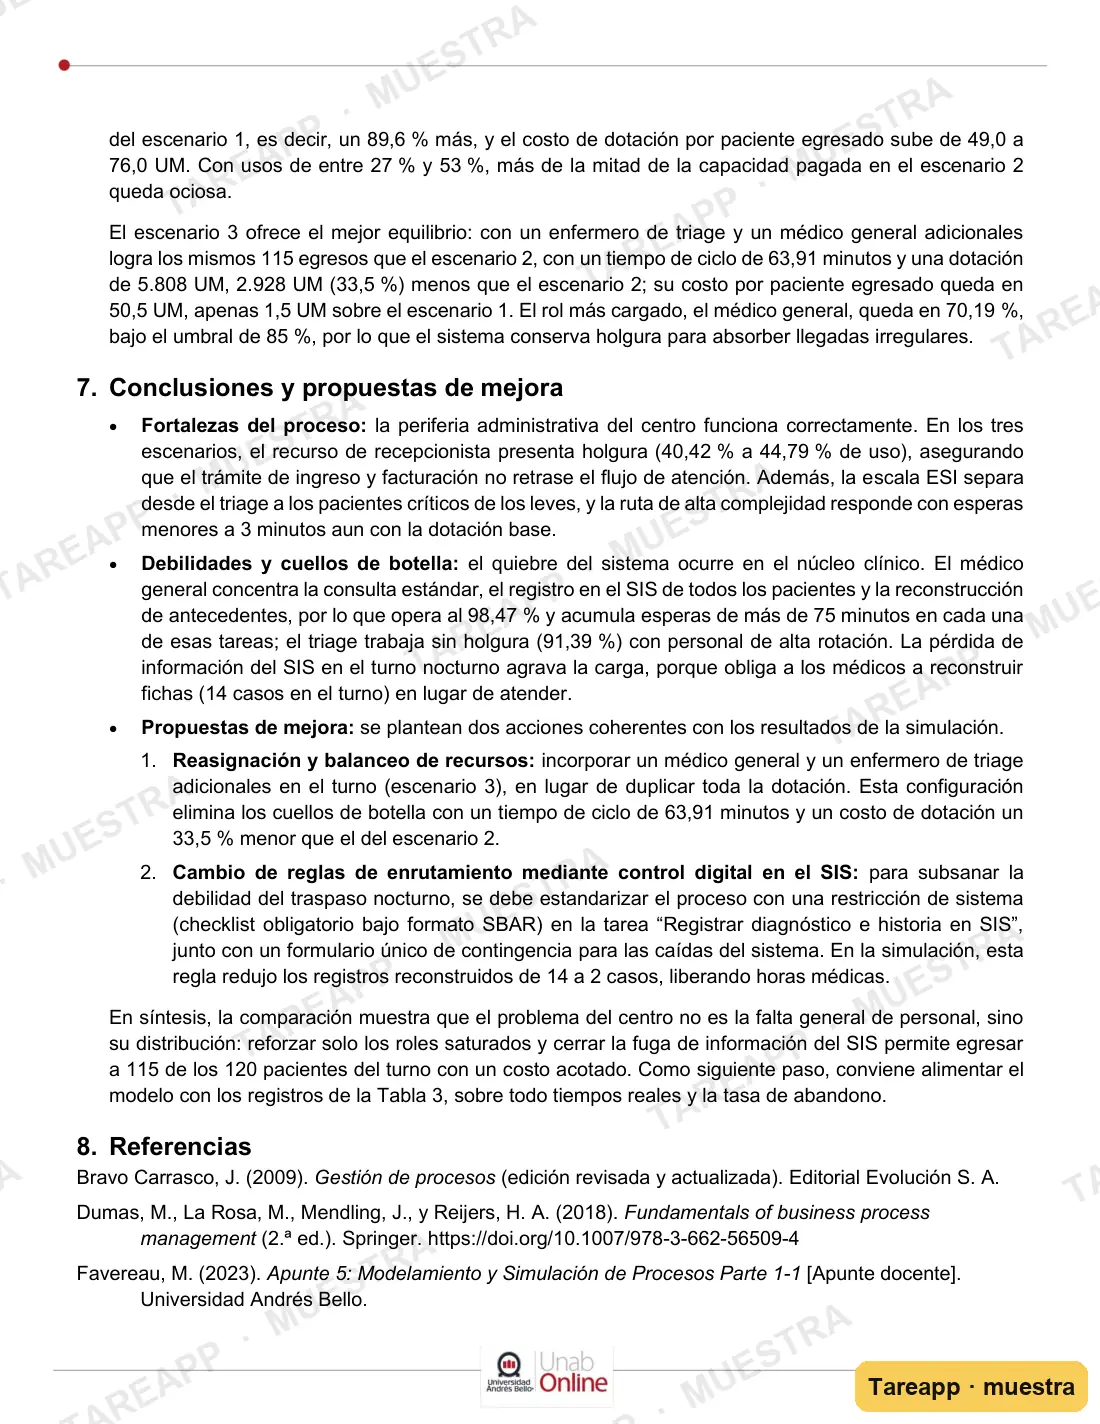 del escenario 1, es decir, un 89,6 % más, y el costo de dotación por paciente egresado sube de 49,0 a
76,0 UM. Con usos de entre 27 % y 53 %, más de la mitad de la capacidad pagada en el escenario 2
queda ociosa.
El escenario 3 ofrece el mejor equilibrio: con un enfermero de triage y un médico general adicionales
logra los mismos 115 egresos que el escenario 2, con un tiempo de ciclo de 63,91 minutos y una dotación
de 5.808 UM, 2.928 UM (33,5 %) menos que el escenario 2; su costo por paciente egresado queda en
50,5 UM, apenas 1,5 UM sobre el escenario 1. El rol más cargado, el médico general, queda en 70,19 %,
bajo el umbral de 85 %, por lo que el sistema conserva holgura para absorber llegadas irregulares.
7. Conclusiones y propuestas de mejora
• Fortalezas del proceso: la periferia administrativa del centro funciona correctamente. En los tres
escenarios, el recurso de recepcionista presenta holgura (40,42 % a 44,79 % de uso), asegurando
que el trámite de ingreso y facturación no retrase el flujo de atención. Además, la escala ESI separa
desde el triage a los pacientes críticos de los leves, y la ruta de alta complejidad responde con esperas
menores a 3 minutos aun con la dotación base.
• Debilidades y cuellos de botella: el quiebre del sistema ocurre en el núcleo clínico. El médico
general concentra la consulta estándar, el registro en el SIS de todos los pacientes y la reconstrucción
de antecedentes, por lo que opera al 98,47 % y acumula esperas de más de 75 minutos en cada una
de esas tareas; el triage trabaja sin holgura (91,39 %) con personal de alta rotación. La pérdida de
información del SIS en el turno nocturno agrava la carga, porque obliga a los médicos a reconstruir
fichas (14 casos en el turno) en lugar de atender.
• Propuestas de mejora: se plantean dos acciones coherentes con los resultados de la simulación.
1. Reasignación y balanceo de recursos: incorporar un médico general y un enfermero de triage
adicionales en el turno (escenario 3), en lugar de duplicar toda la dotación. Esta configuración
elimina los cuellos de botella con un tiempo de ciclo de 63,91 minutos y un costo de dotación un
33,5 % menor que el del escenario 2.
2. Cambio de reglas de enrutamiento mediante control digital en el SIS: para subsanar la
debilidad del traspaso nocturno, se debe estandarizar el proceso con una restricción de sistema
(checklist obligatorio bajo formato SBAR) en la tarea “Registrar diagnóstico e historia en SIS”,
junto con un formulario único de contingencia para las caídas del sistema. En la simulación, esta
regla redujo los registros reconstruidos de 14 a 2 casos, liberando horas médicas.
En síntesis, la comparación muestra que el problema del centro no es la falta general de personal, sino
su distribución: reforzar solo los roles saturados y cerrar la fuga de información del SIS permite egresar
a 115 de los 120 pacientes del turno con un costo acotado. Como siguiente paso, conviene alimentar el
modelo con los registros de la Tabla 3, sobre todo tiempos reales y la tasa de abandono.
8. Referencias
Bravo Carrasco, J. (2009). Gestión de procesos (edición revisada y actualizada). Editorial Evolución S. A.
Dumas, M., La Rosa, M., Mendling, J., y Reijers, H. A. (2018). Fundamentals of business process
management (2.ª ed.). Springer. https://doi.org/10.1007/978-3-662-56509-4
Favereau, M. (2023). Apunte 5: Modelamiento y Simulación de Procesos Parte 1-1 [Apunte docente].
Universidad Andrés Bello.
Universidad
Andrés Bello
Unab
Online
Tareapp · muestra
TAREAPP · MUESTRA